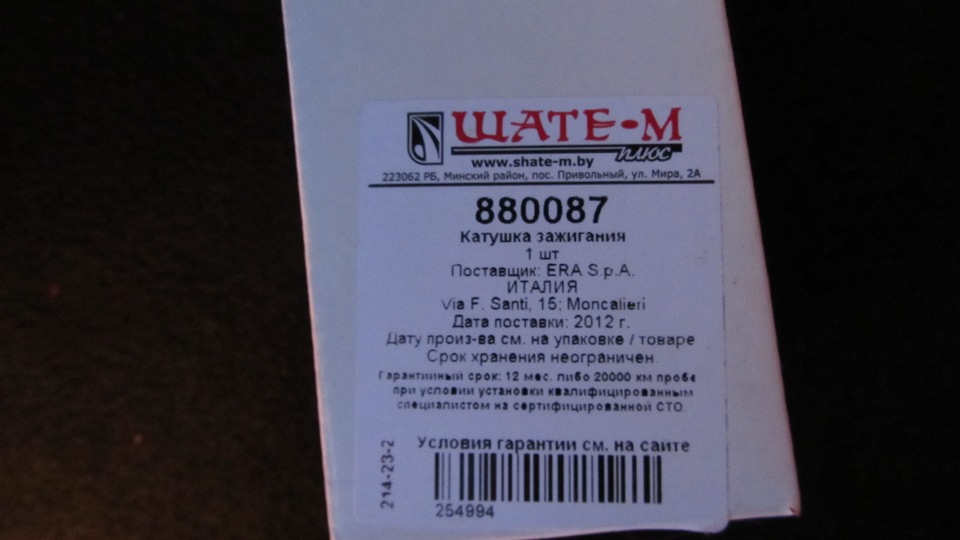 ШАТЕ-М
плюс
www.shate-m.by
223062 РБ, Минский район, пос. Привольный, ул. Мира, 2А
880087
Катушка зажигания
1 шт
Поставщик: ERA S.p.A.
ИТАЛИЯ
Via F. Santi, 15; Moncalieri
Дата поставки: 2012 г.
Дату произ-ва см. на упаковке / товаре
Срок хранения неограничен.
Гарантийный срок: 12 мес. либо 20000 км пробе
при условии установки квалифицированным
специалистом на сертифицированной СТО.
Условия гарантии см. на сайте
214-23-2
254994